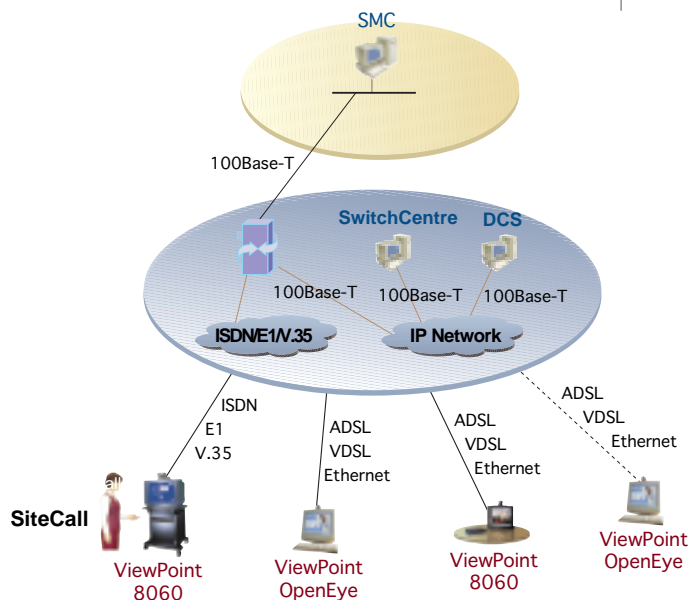 SMC
100Base-T
SwitchCentre
DCS
100Base-T
100Base-T
100Base-T
ISDN/E1/V.35
IP Network
ISDN
E1
V.35
ADSL
VDSL
Ethernet
ADSL
VDSL
Ethernet
ADSL
VDSL
Ethernet
SiteCall
ViewPoint
8060
ViewPoint
OpenEye
ViewPoint
8060
ViewPoint
OpenEye